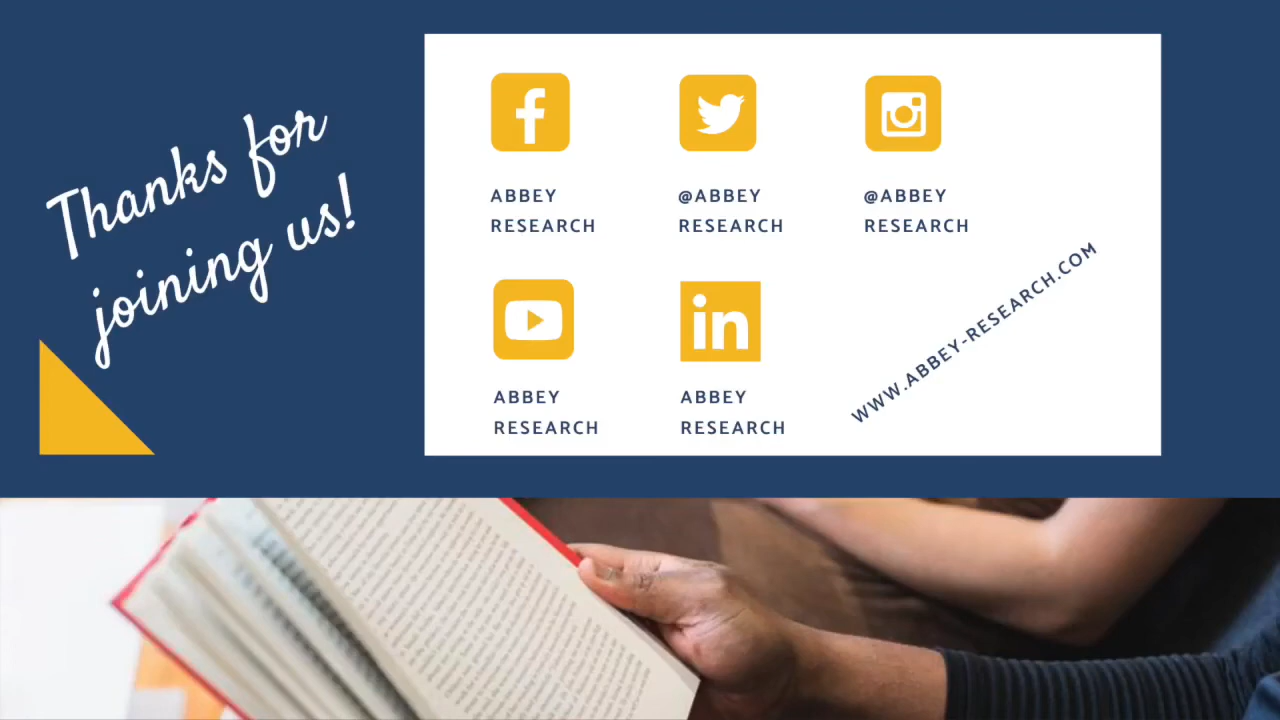 Thanks for
joining us!
ABBEY
RESEARCH
@ABBEY
RESEARCH
@ABBEY
RESEARCH
ABBEY
RESEARCH
ABBEY
RESEARCH
WWW.ABBEY-RESEARCH.COM